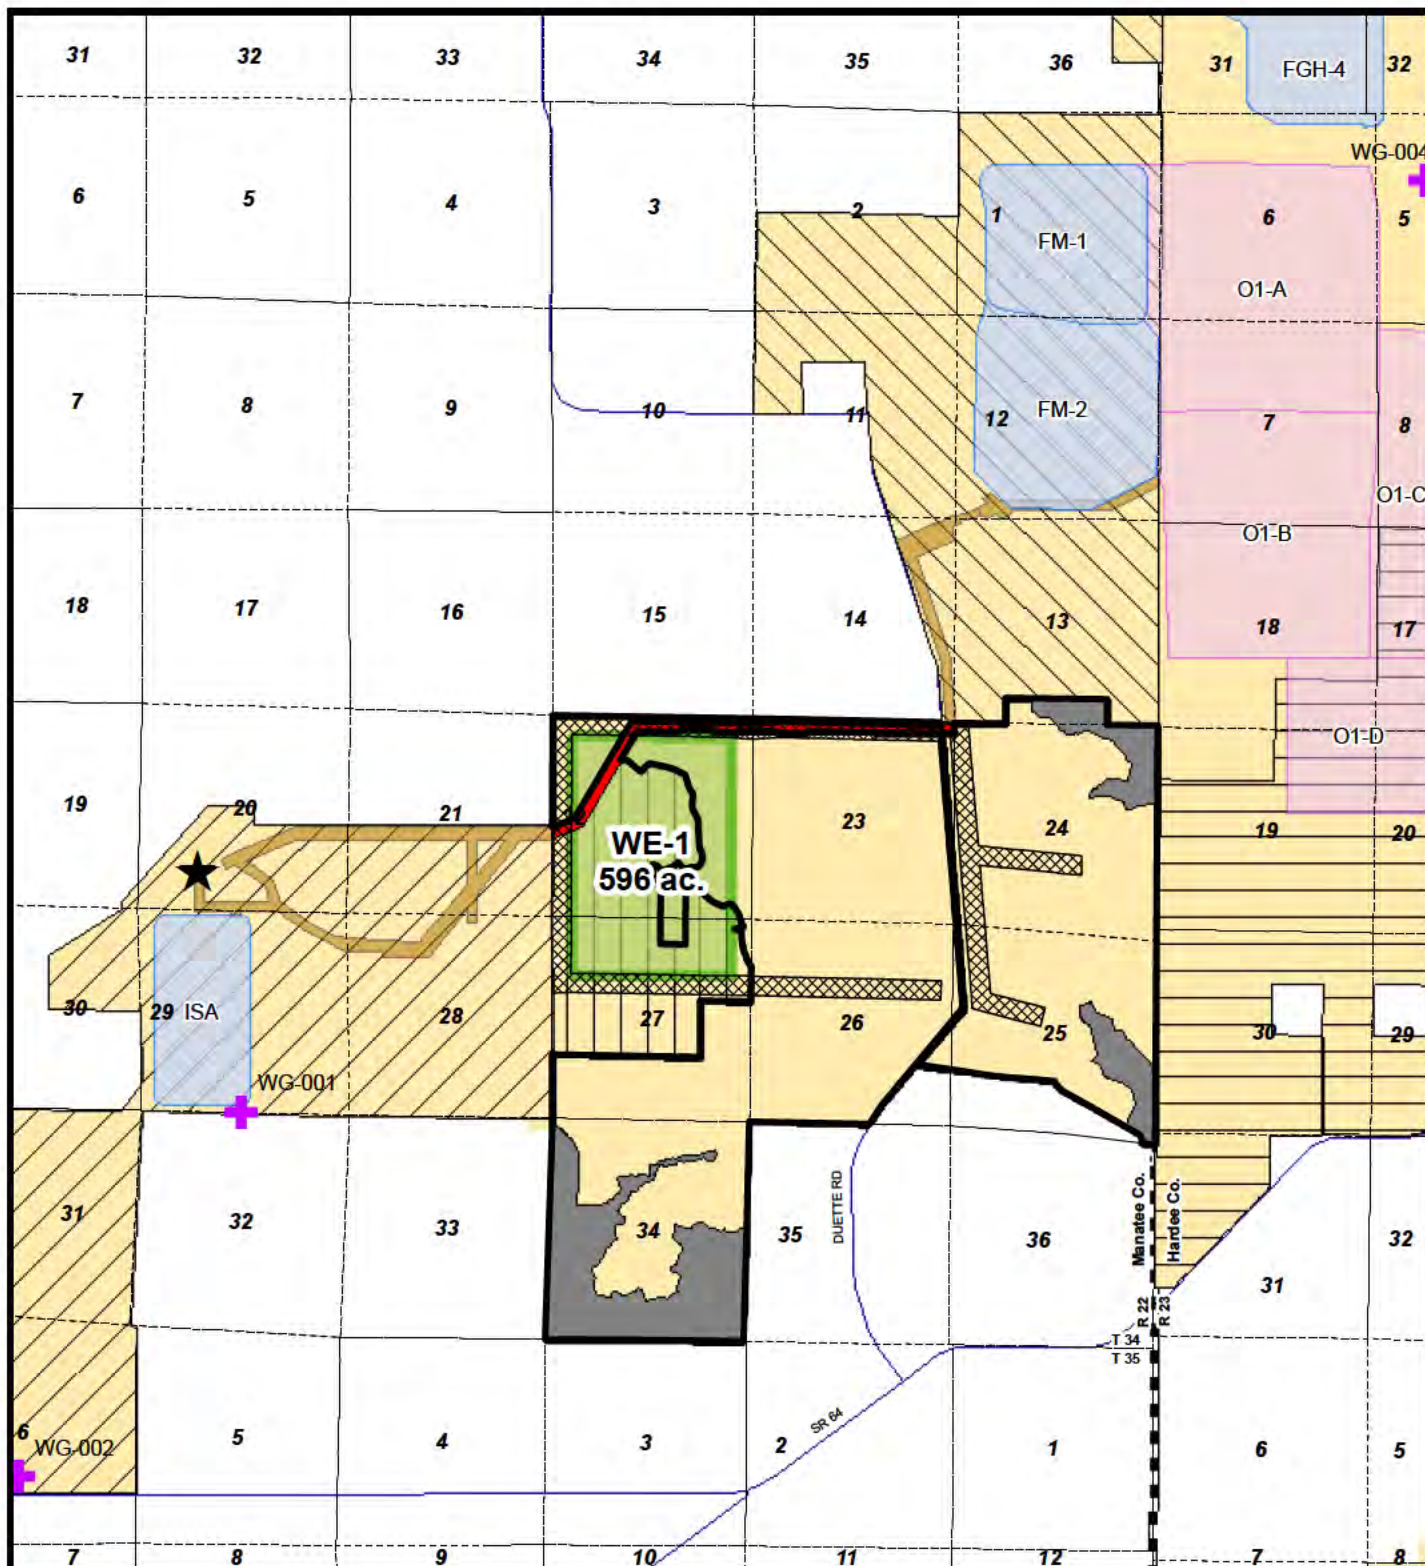 31 32 33 34 35 36 31 FGH-4 32
WG-004
6 5 4 3 2 1 FM-1 6 5
O1-A
7 8 9 10 11 12 FM-2 7 8
O1-C
O1-B
18 17 16 15 14 13 18 17
O1-D
19 20 21 23 24 19 20
WE-1
596 ac.
30 29 ISA 28 27 26 25 30 29
WG-001
31 32 33 34 35 DUETTE RD 36 Manatee Co. Hardee Co. 31 32
R 22 R 23
T 34
T 35
SR 64
6 WG-002 5 4 3 2 1 6 5
7 8 9 10 11 12 7 8